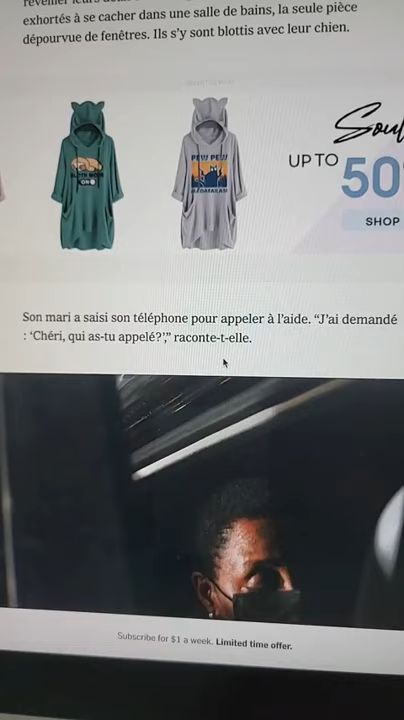 exhortés à se cacher dans une salle de bains, la seule pièce
dépourvue de fenêtres. Ils s’y sont blottis avec leur chien.
PEW PEW
ON
UP TO
50
SHOP
Son mari a saisi son téléphone pour appeler à l’aide. “J’ai demandé
: ‘Chéri, qui as-tu appelé?’,” raconte-t-elle.
Subscribe for $1 a week. Limited time offer.